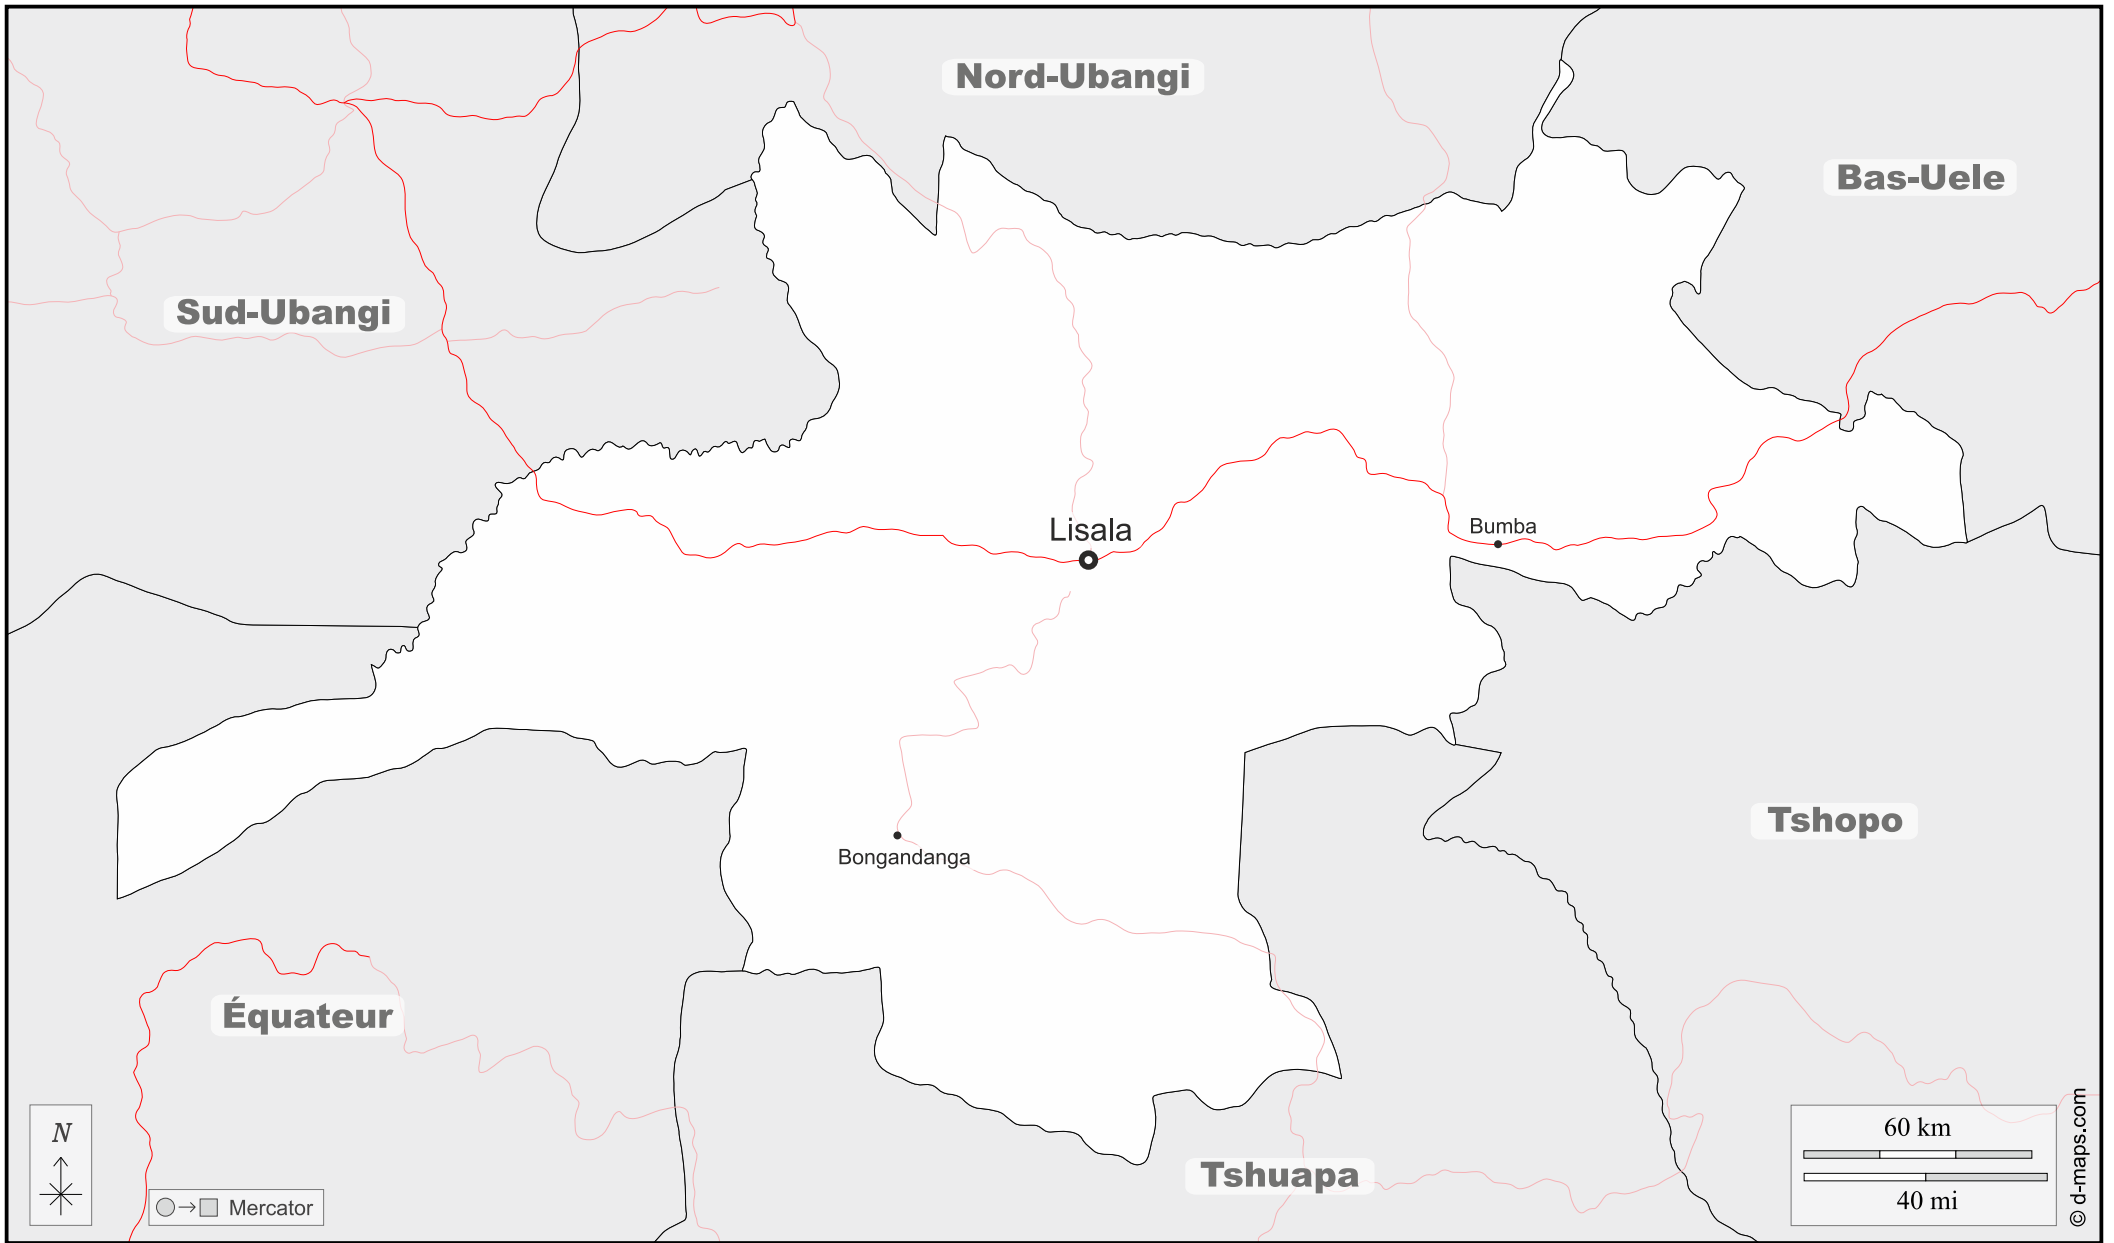 Nord-Ubangi
Bas-Uele
Sud-Ubangi
Lisala
Bumba
Tshopo
Bongandanga
Équateur
Tshuapa
N
Mercator
60 km
40 mi
© d-maps.com